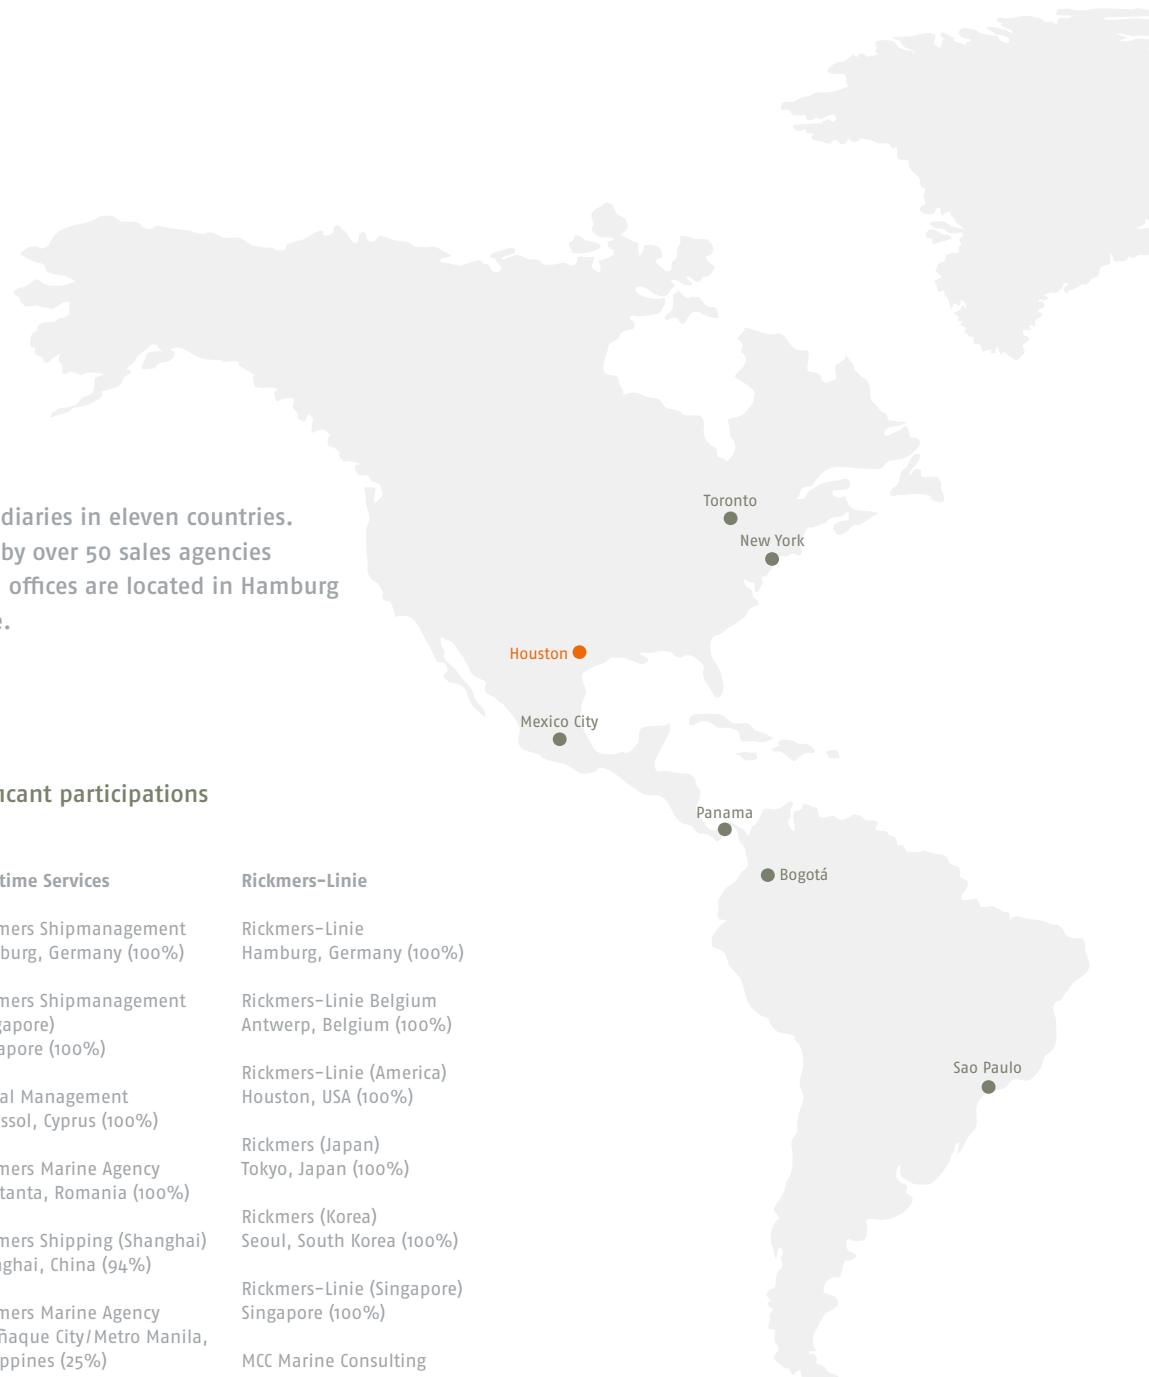 diaries in eleven countries.
by over 50 sales agencies
offices are located in Hamburg
e.
Toronto
New York
Houston
Mexico City
Panama
Bogotá
Sao Paulo
ficant participations
time Services
mers Shipmanagement
burg, Germany (100%)
mers Shipmanagement
gapore)
apore (100%)
al Management
ssol, Cyprus (100%)
mers Marine Agency
tanta, Romania (100%)
mers Shipping (Shanghai)
nghai, China (94%)
mers Marine Agency
ñaque City/Metro Manila,
ppines (25%)
Rickmers-Linie
Rickmers-Linie
Hamburg, Germany (100%)
Rickmers-Linie Belgium
Antwerp, Belgium (100%)
Rickmers-Linie (America)
Houston, USA (100%)
Rickmers (Japan)
Tokyo, Japan (100%)
Rickmers (Korea)
Seoul, South Korea (100%)
Rickmers-Linie (Singapore)
Singapore (100%)
MCC Marine Consulting